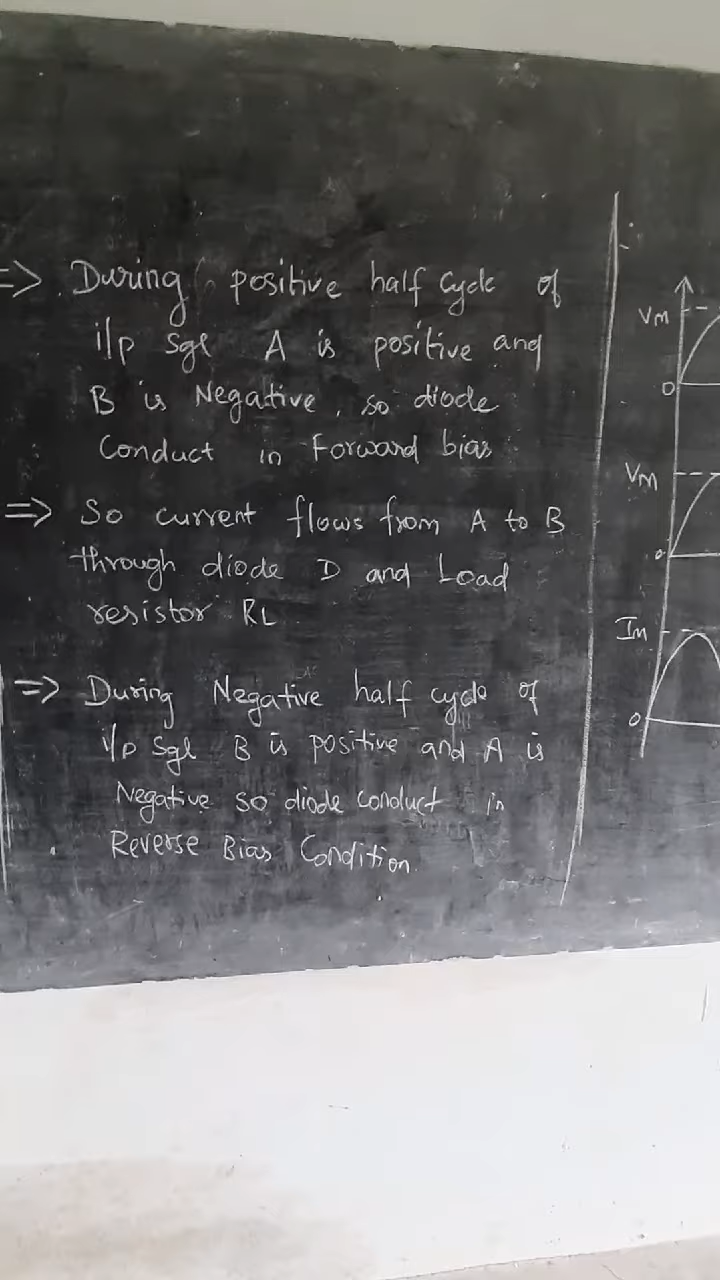 => During positive half cycle of
i/p sgl A is positive and
B is Negative, so diode
Conduct in Forward bias
=> So current flows from A to B
through diode D and Load
resistor RL
=> During Negative half cycle of
i/p sgl B is positive and A is
Negative so diode conduct in
Reverse Bias Condition.
VM
0
VM
0
Im
0